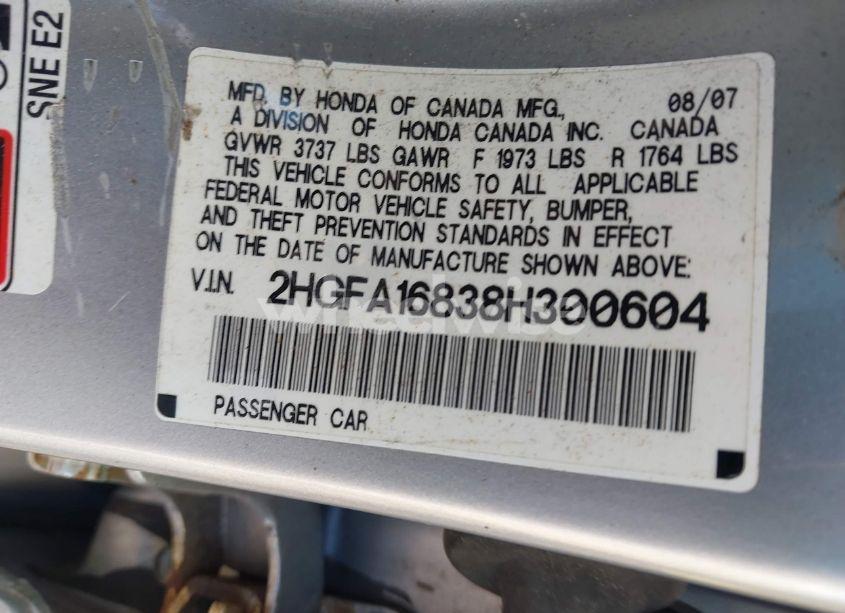 SNE E2
MFD. BY HONDA OF CANADA MFG., 08/07
A DIVISION OF HONDA CANADA INC. CANADA
GVWR 3737 LBS GAWR F 1973 LBS R 1764 LBS
THIS VEHICLE CONFORMS TO ALL APPLICABLE
FEDERAL MOTOR VEHICLE SAFETY, BUMPER,
AND THEFT PREVENTION STANDARDS IN EFFECT
ON THE DATE OF MANUFACTURE SHOWN ABOVE:
V.I.N. 2HGFA16838H300604
PASSENGER CAR